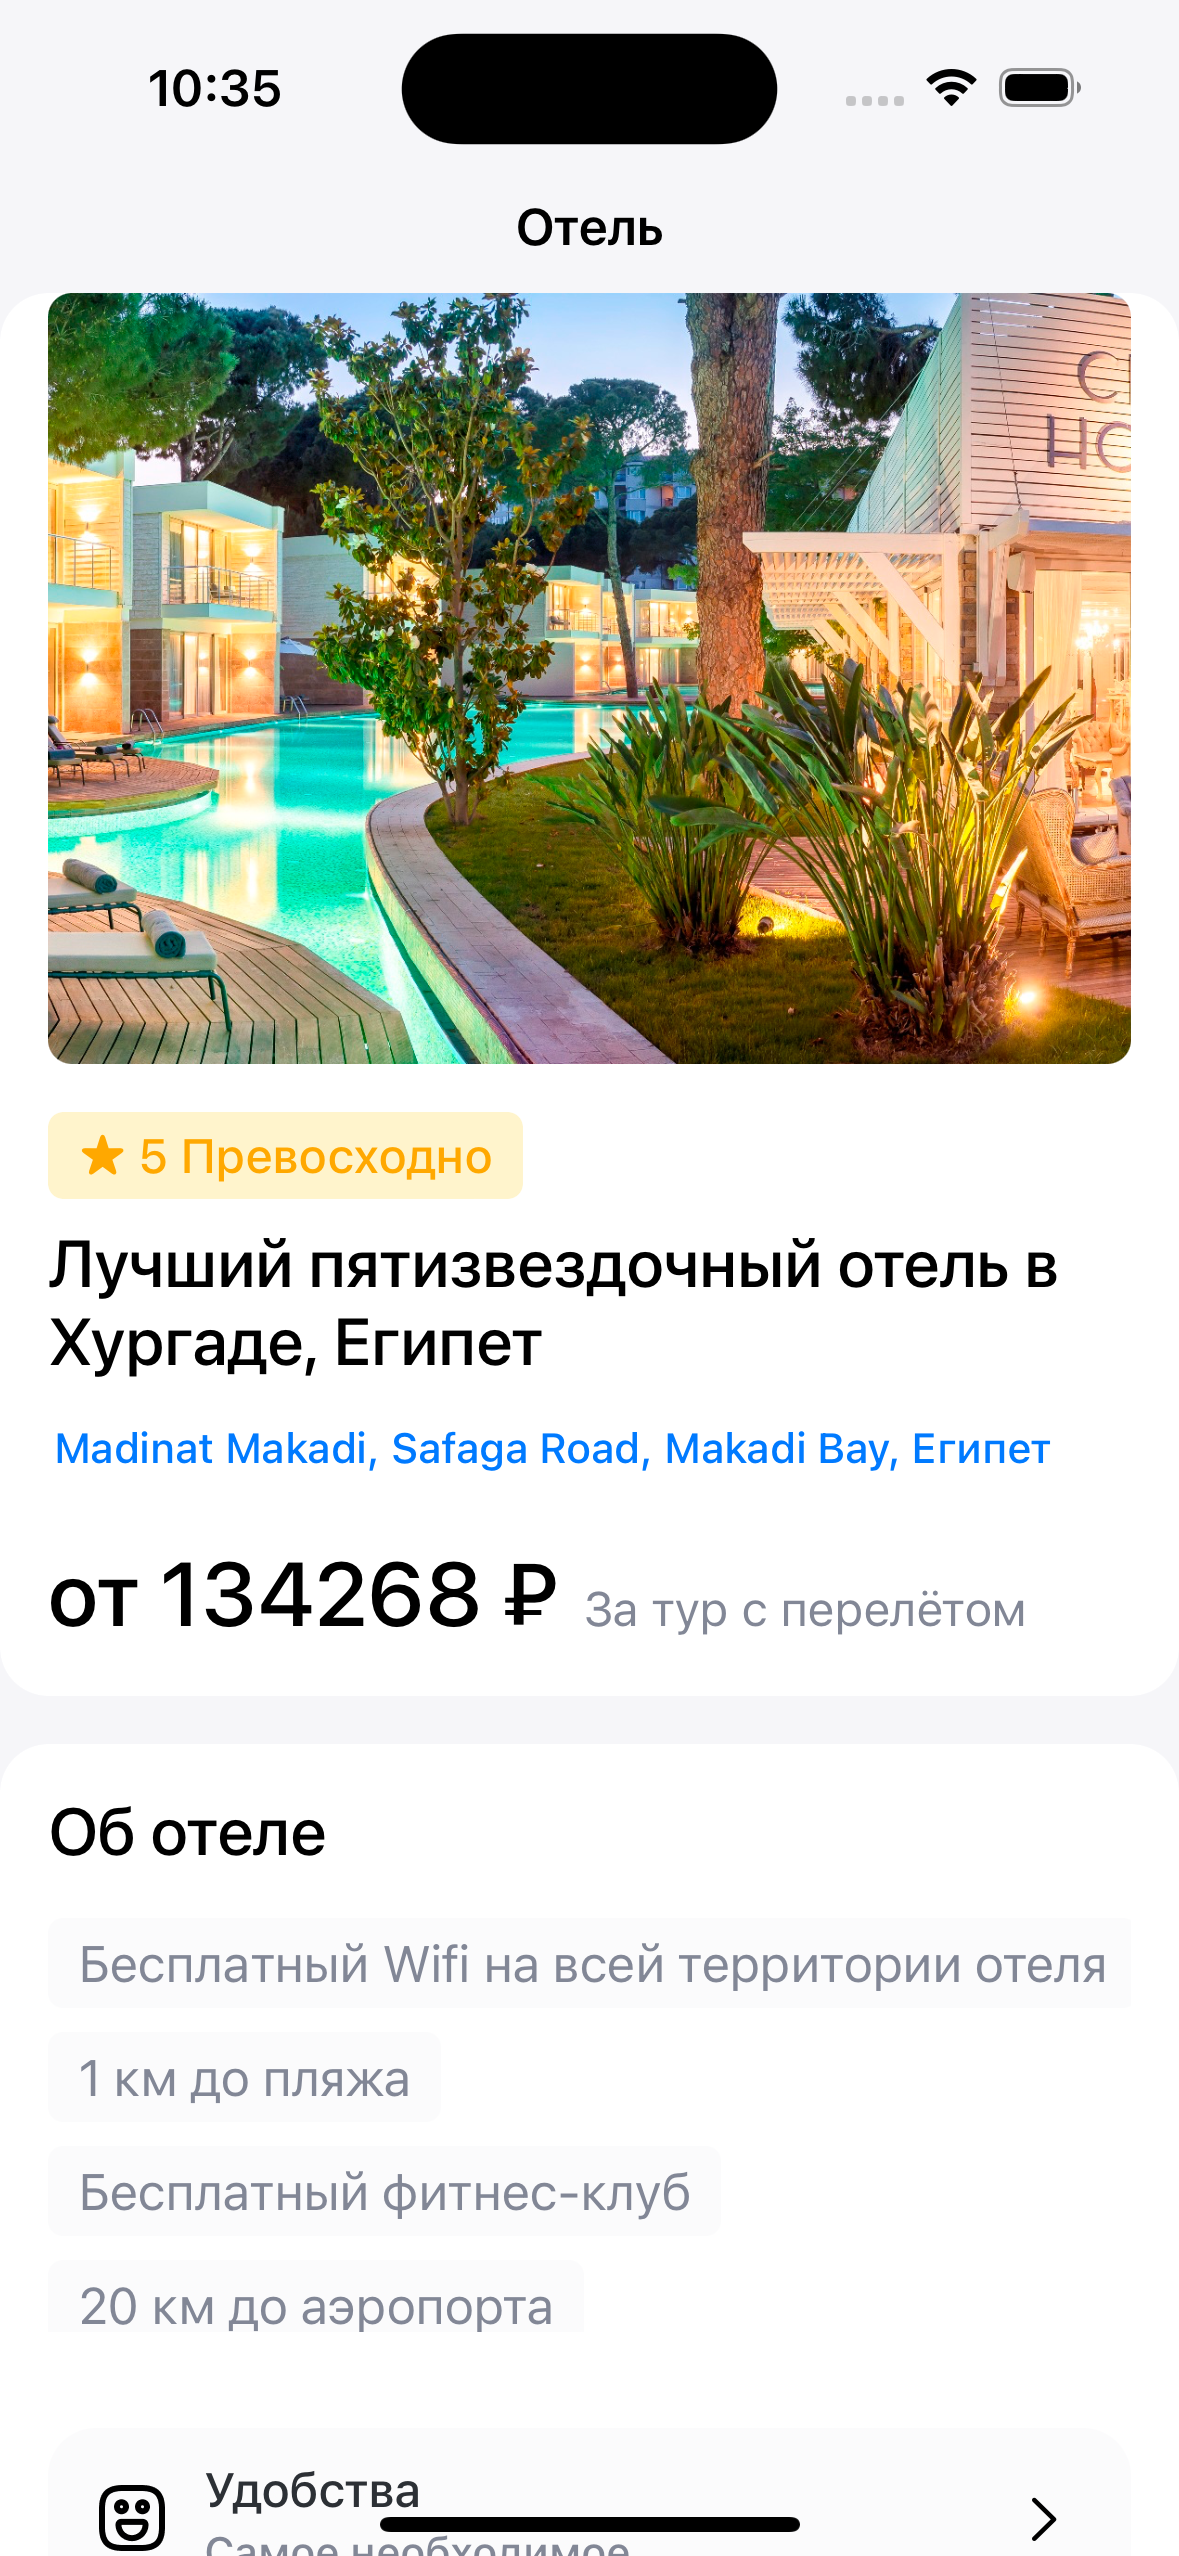 10:35
Отель
5 Превосходно
Лучший пятизвездочный отель в
Хургаде, Египет
Madinat Makadi, Safaga Road, Makadi Bay, Египет
от 134268 ₽ За тур с перелётом
Об отеле
Бесплатный Wifi на всей территории отеля
1 км до пляжа
Бесплатный фитнес-клуб
20 км до аэропорта
Удобства
Самое необходимое